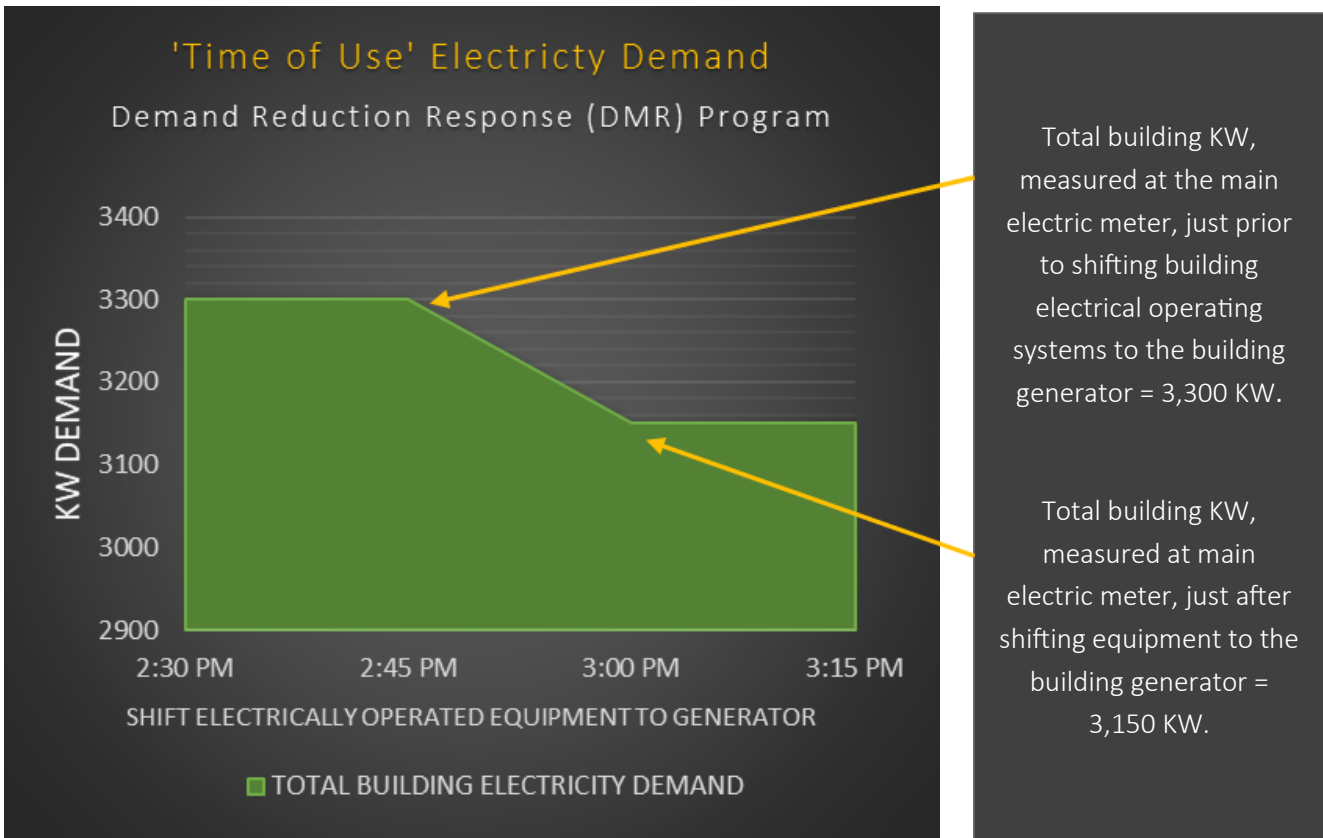 'Time of Use' Electricty Demand
Demand Reduction Response (DMR) Program
3400
3300
3200
3100
3000
2900
KW DEMAND
2:30 PM 2:45 PM 3:00 PM 3:15 PM
SHIFT ELECTRICALLY OPERATED EQUIPMENT TO GENERATOR
TOTAL BUILDING ELECTRICITY DEMAND
Total building KW,
measured at the main
electric meter, just prior
to shifting building
electrical operating
systems to the building
generator = 3,300 KW.
Total building KW,
measured at main
electric meter, just after
shifting equipment to the
building generator =
3,150 KW.